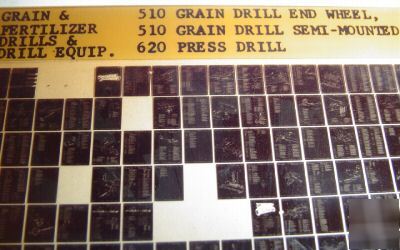 GRAIN & 510 GRAIN DRILL END WHEEL,
FERTILIZER 510 GRAIN DRILL SEMI-MOUNTED
DRILLS & 620 PRESS DRILL
DRILL EQUIP.